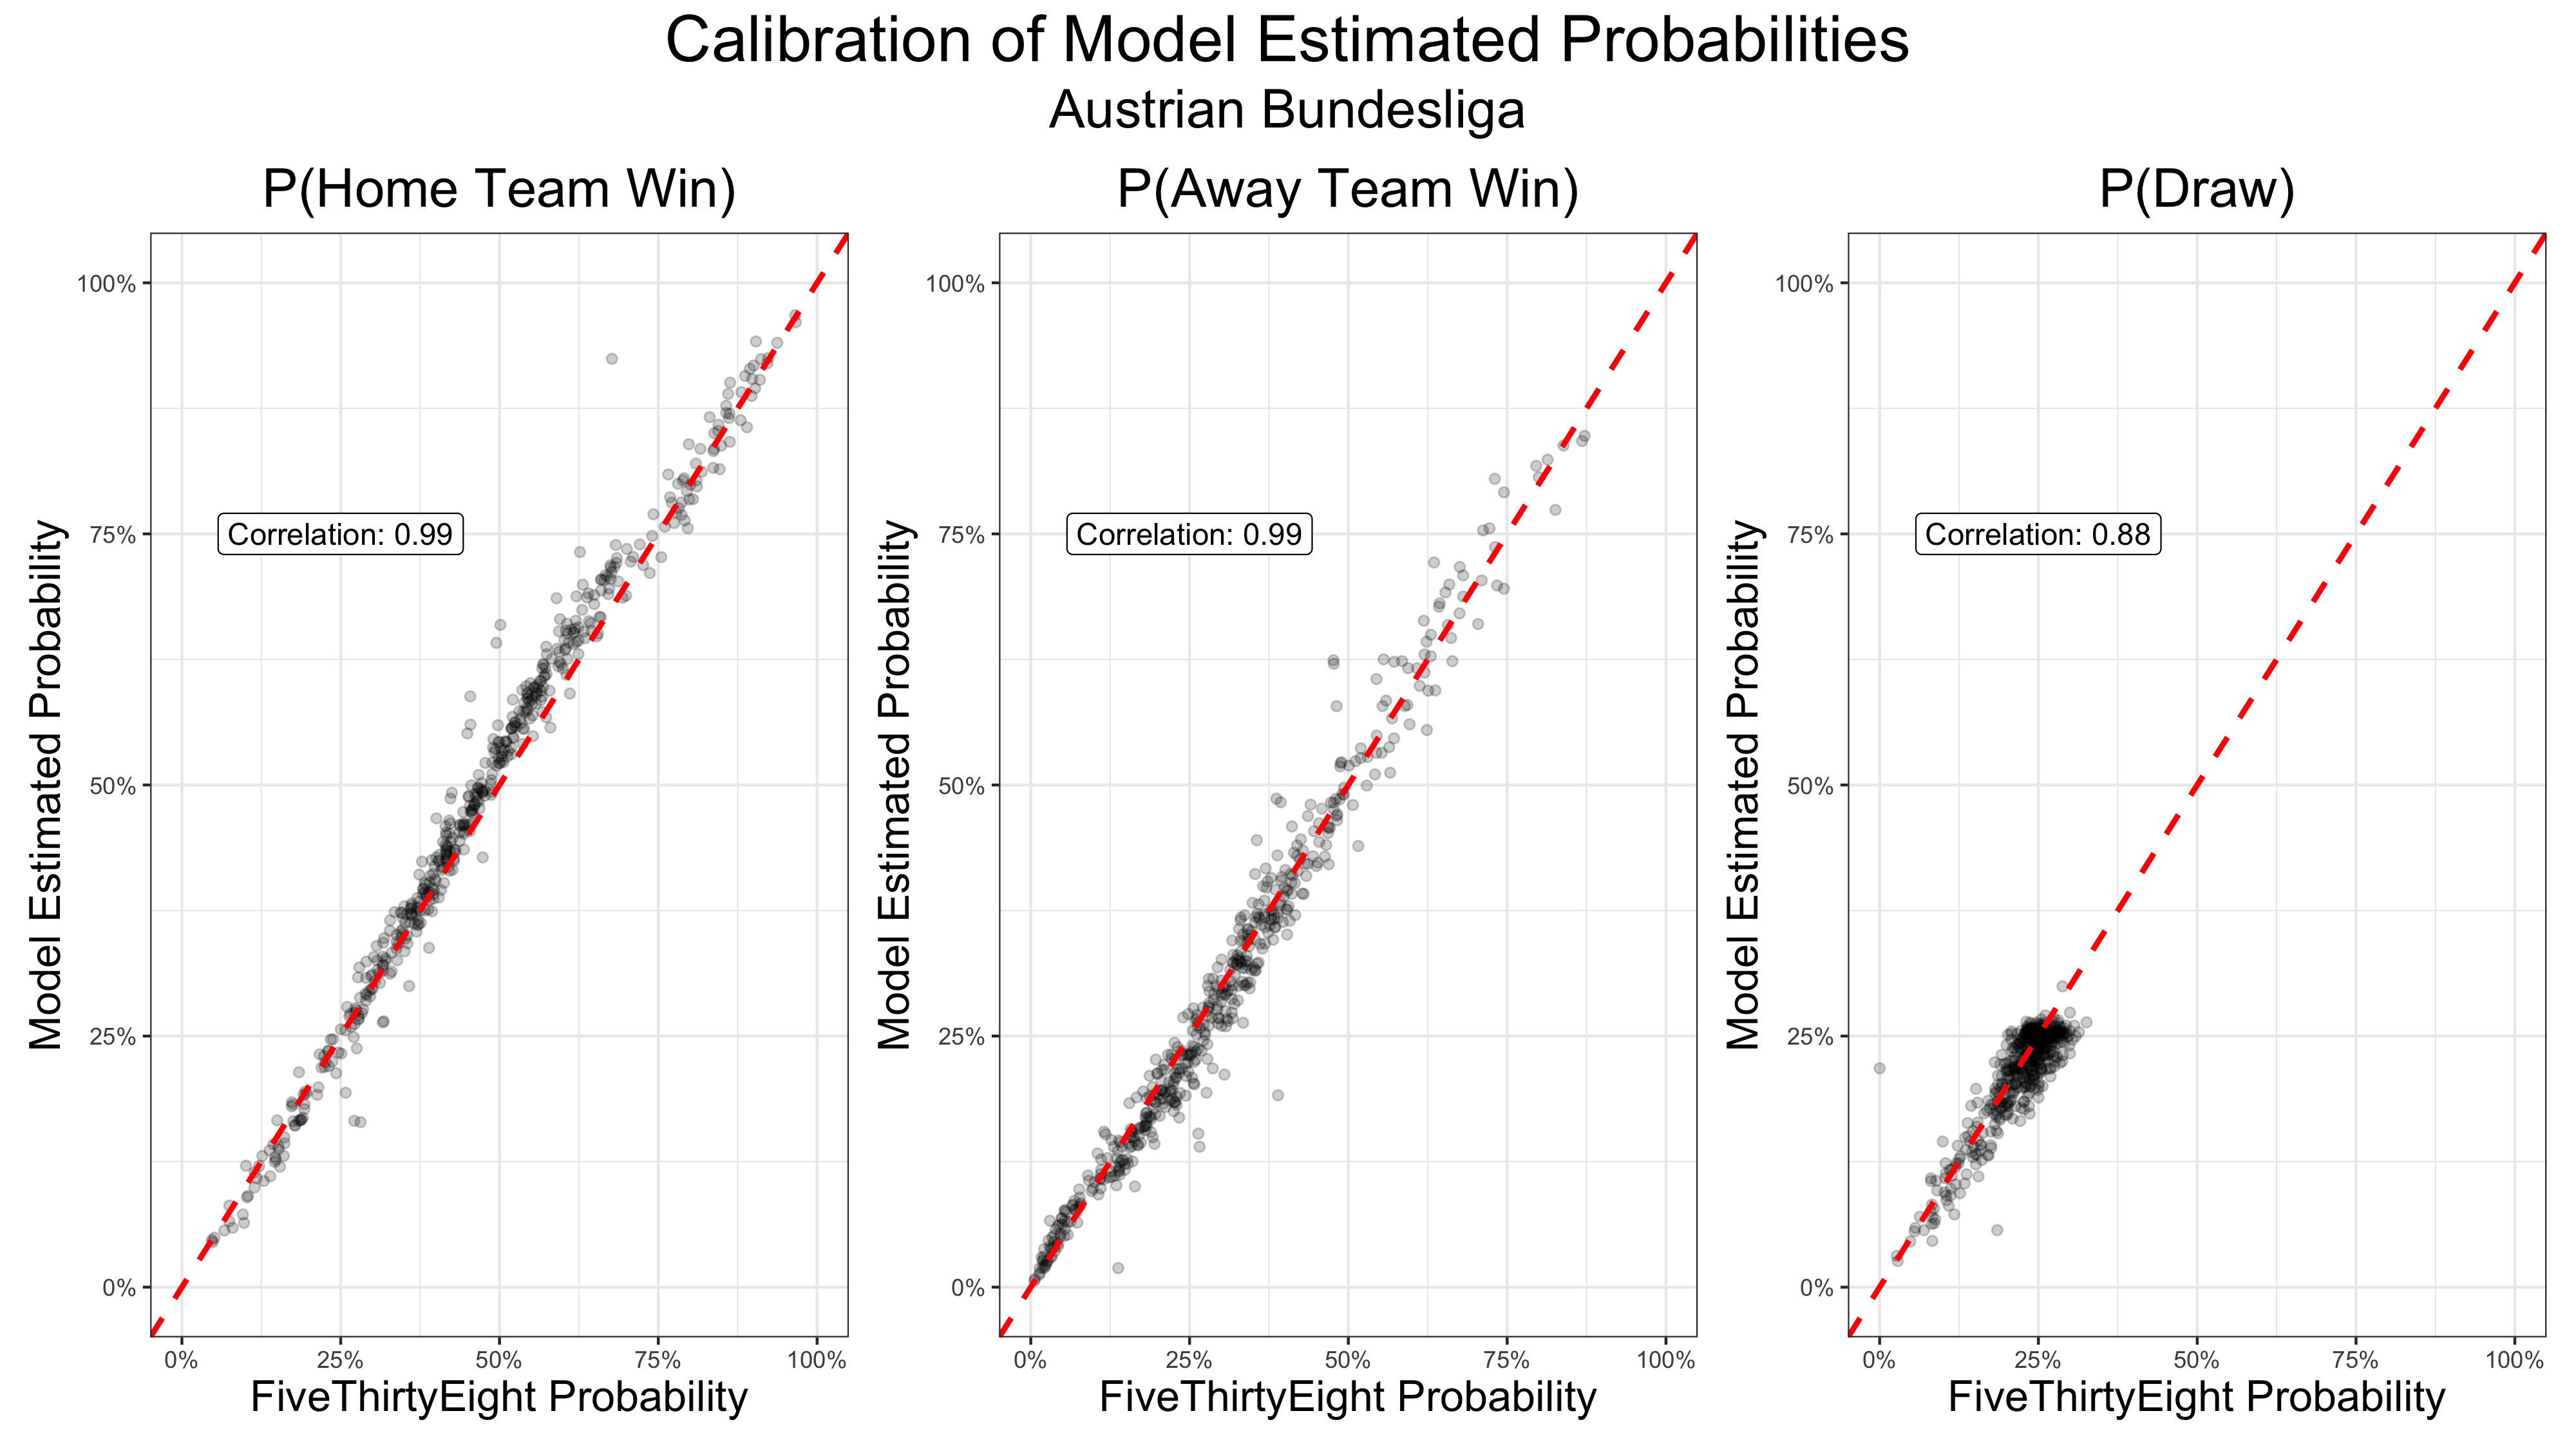 Calibration of Model Estimated Probabilities
Austrian Bundesliga
P(Home Team Win)
Model Estimated Probability
100%
75%
50%
25%
0%
Correlation: 0.99
0% 25% 50% 75% 100%
FiveThirtyEight Probability
P(Away Team Win)
Model Estimated Probability
100%
75%
50%
25%
0%
Correlation: 0.99
0% 25% 50% 75% 100%
FiveThirtyEight Probability
P(Draw)
Model Estimated Probability
100%
75%
50%
25%
0%
Correlation: 0.88
0% 25% 50% 75% 100%
FiveThirtyEight Probability